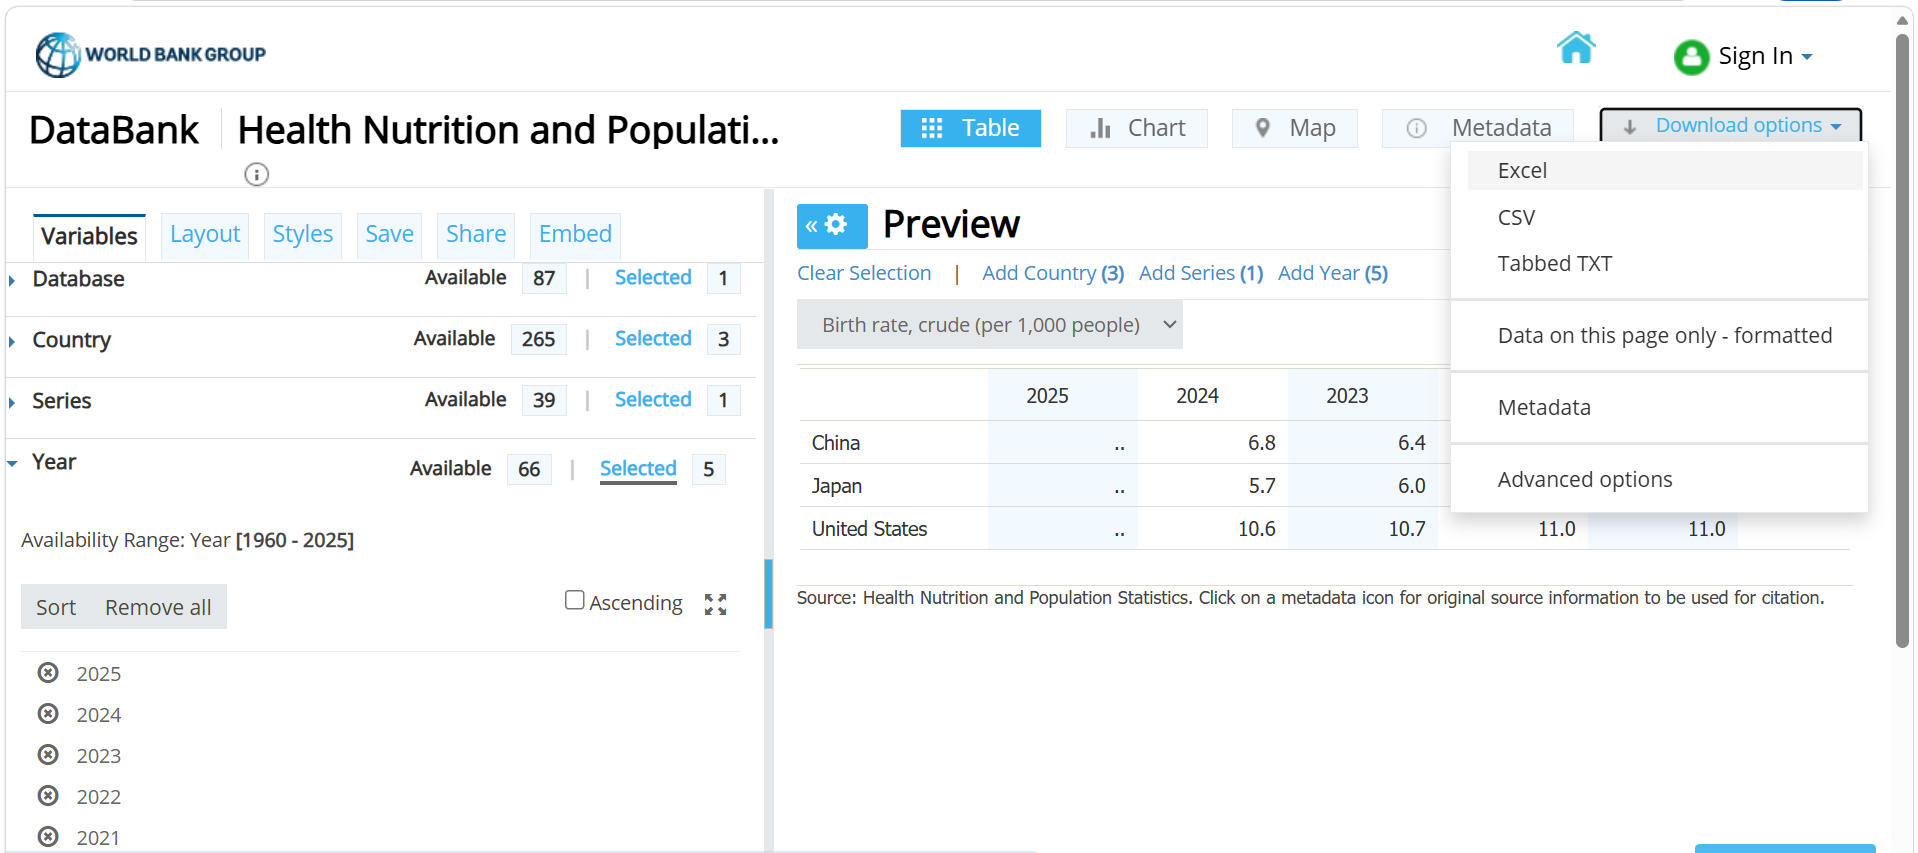 WORLD BANK GROUP
Sign In
DataBank
Health Nutrition and Populati...
Table
Chart
Map
Metadata
Download options
Excel
CSV
Tabbed TXT
Data on this page only - formatted
Metadata
Advanced options
Variables
Layout
Styles
Save
Share
Embed
Database Available 87 | Selected 1
Country Available 265 | Selected 3
Series Available 39 | Selected 1
Year Available 66 | Selected 5
Availability Range: Year [1960 - 2025]
Sort
Remove all
Ascending
2025
2024
2023
2022
2021
« Preview
Clear Selection | Add Country (3) Add Series (1) Add Year (5)
Birth rate, crude (per 1,000 people)
2025 2024 2023
China .. 6.8 6.4
Japan .. 5.7 6.0
United States .. 10.6 10.7 11.0 11.0
Source: Health Nutrition and Population Statistics. Click on a metadata icon for original source information to be used for citation.